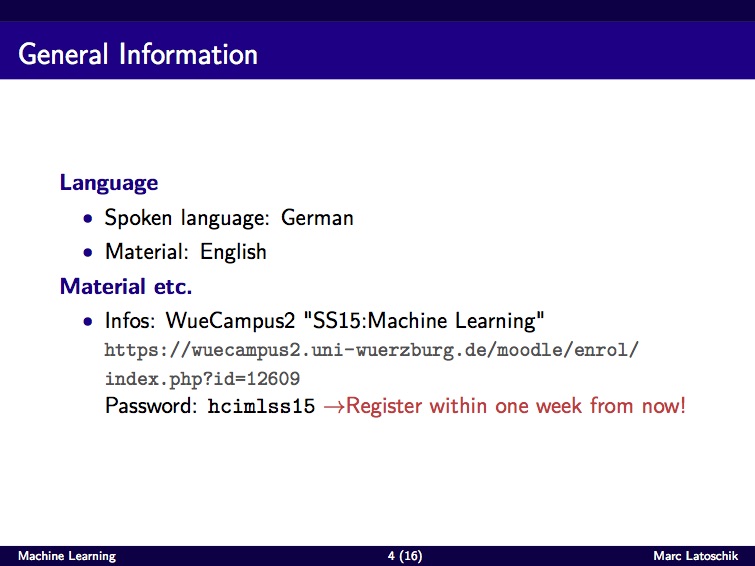 General Information
Language
• Spoken language: German
• Material: English
Material etc.
• Infos: WueCampus2 "SS15:Machine Learning"
https://wuecampus2.uni-wuerzburg.de/moodle/enrol/
index.php?id=12609
Password: hcimlss15 →Register within one week from now!
Machine Learning 4 (16) Marc Latoschik